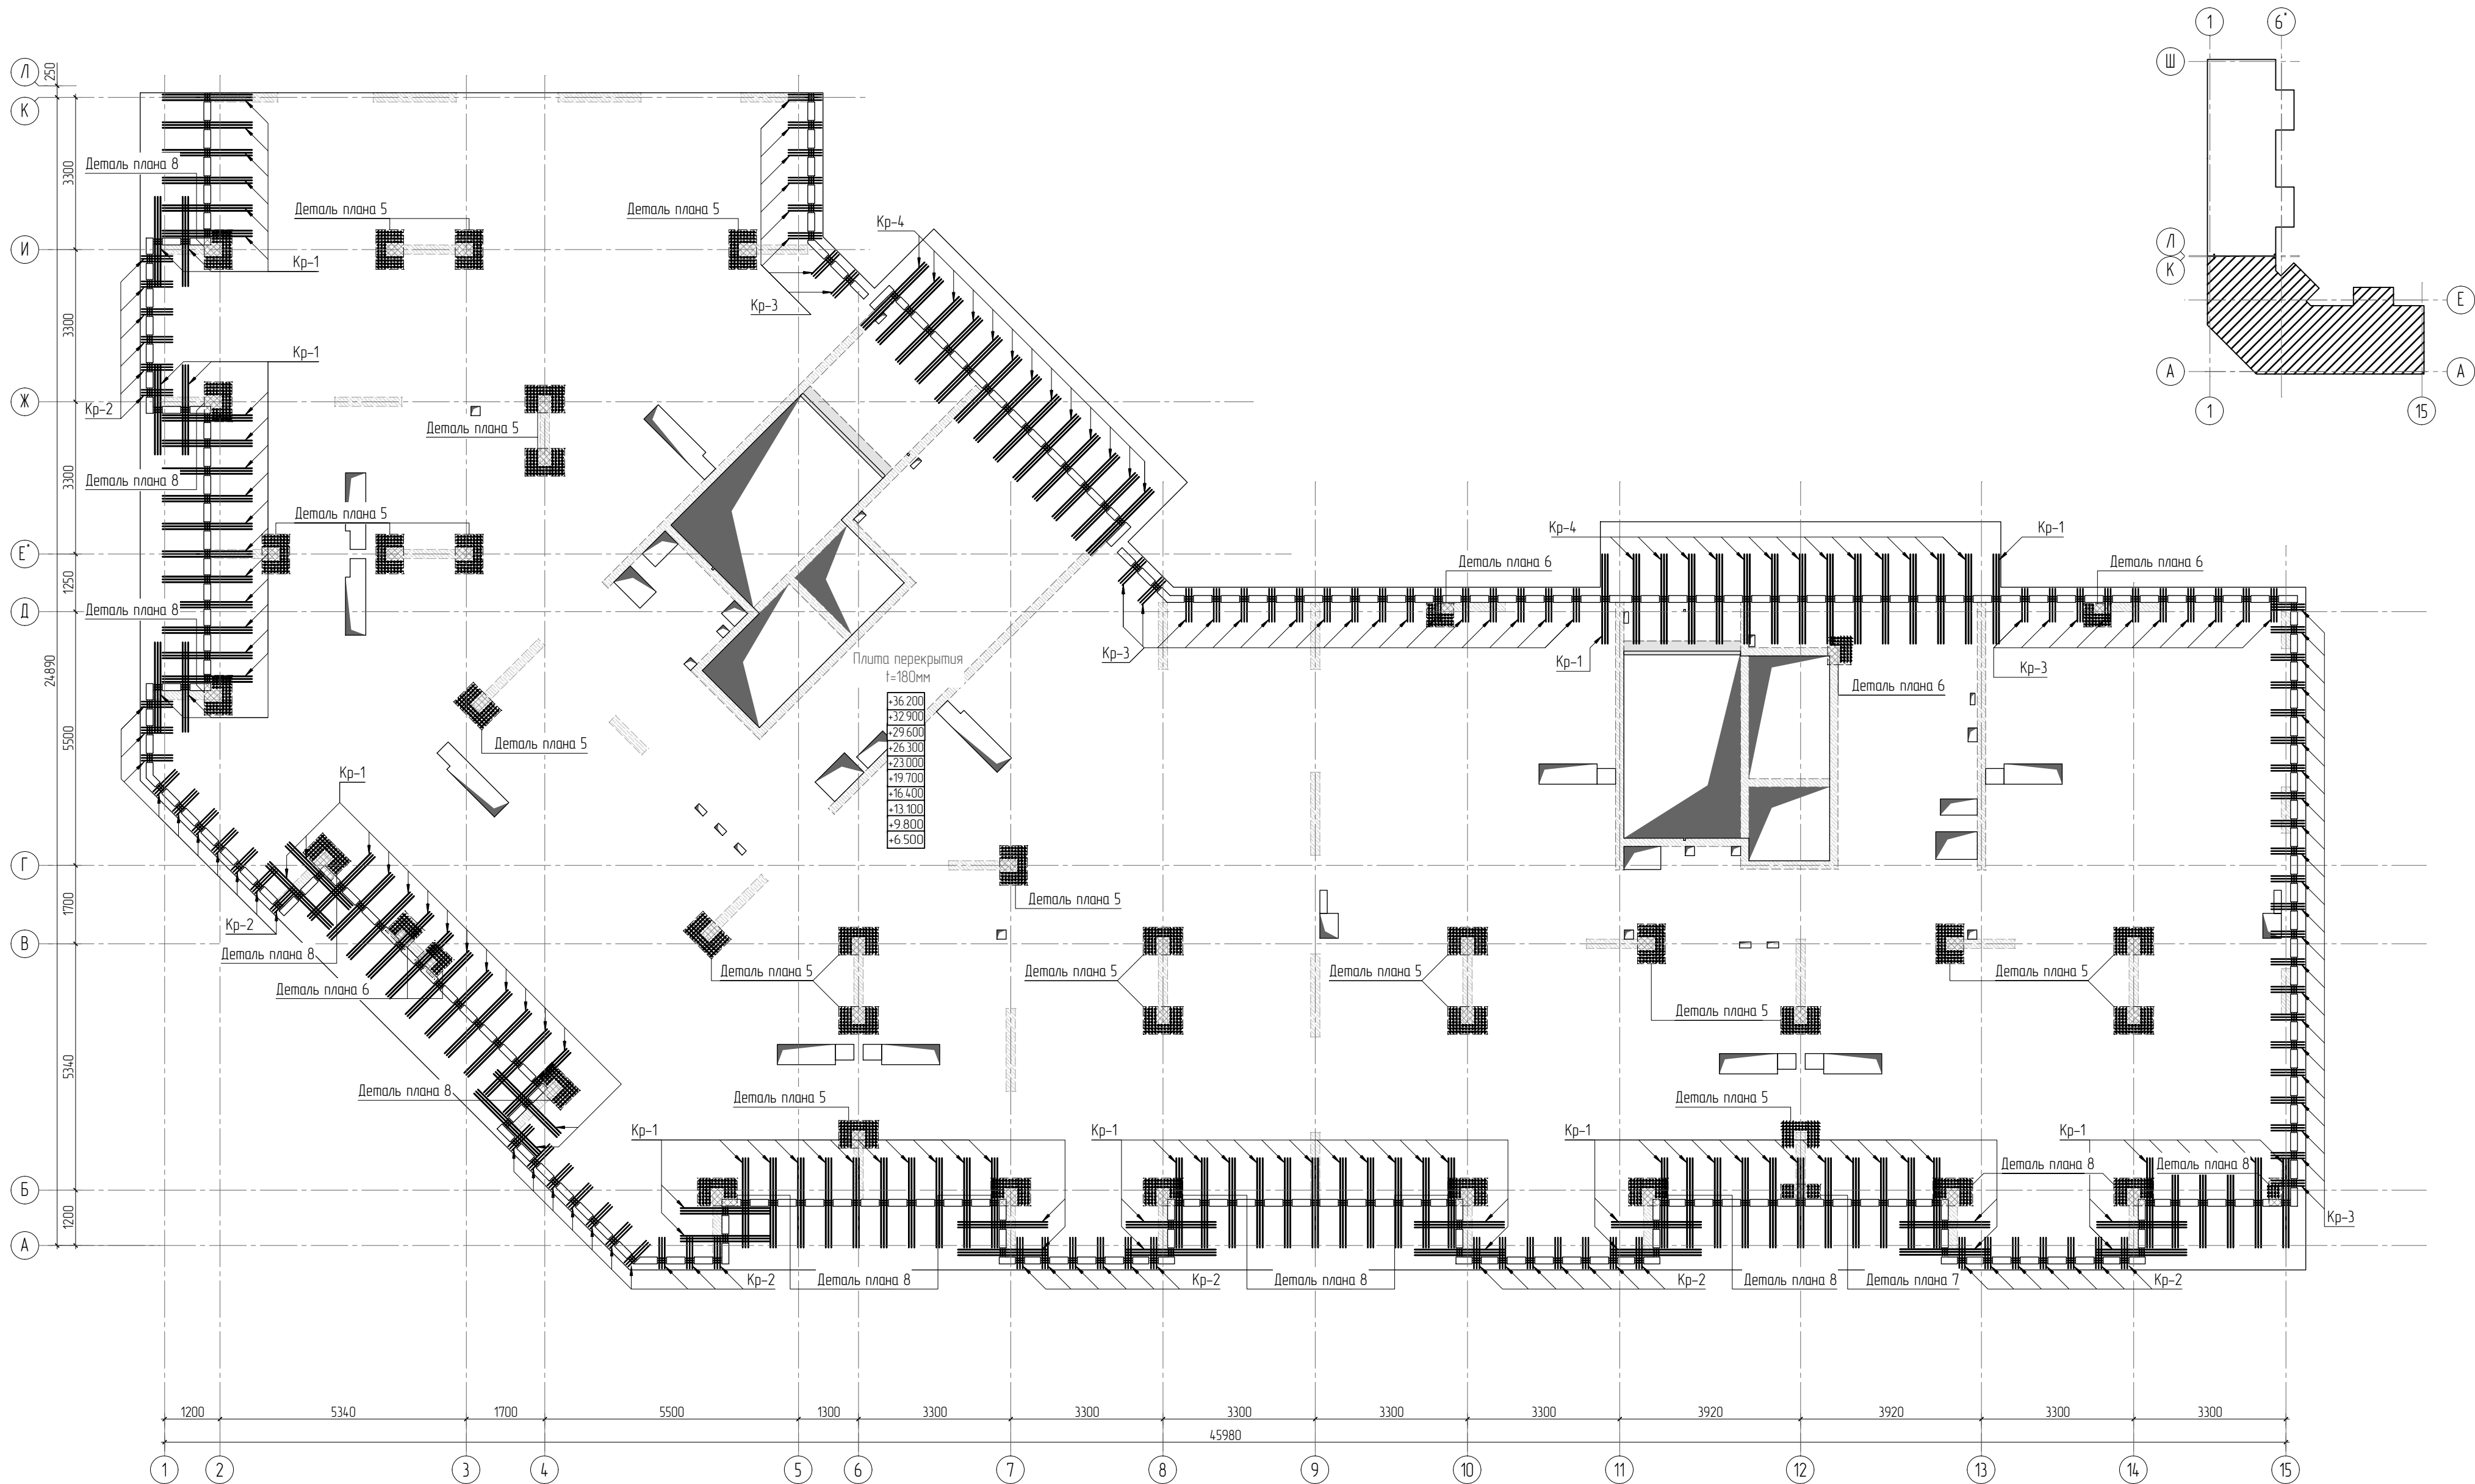 1
6*
Ш
Л
250
К
3300
Деталь плана 8
Деталь плана 5
Деталь плана 5
Кр-4
И
Кр-1
Кр-3
Л
К
Е
3300
Кр-1
А
А
1
15
Ж
Кр-2
Деталь плана 5
3300
Деталь плана 8
Деталь плана 5
Кр-4
Кр-1
Е*
Деталь плана 6
Деталь плана 6
1250
Деталь плана 8
Д
Кр-3
Плита перекрытия
t=180мм
Кр-1
Кр-3
Деталь плана 6
24890
+36.200
+32.900
+29.600
+26.300
+23.000
+19.700
+16.400
+13.100
+9.800
+6.500
5500
Деталь плана 5
Кр-1
Г
Деталь плана 5
1700
Кр-2
В
Деталь плана 8
Деталь плана 6
Деталь плана 5
Деталь плана 5
Деталь плана 5
Деталь плана 5
Деталь плана 5
5340
Деталь плана 8
Деталь плана 5
Деталь плана 5
Кр-1
Кр-1
Кр-1
Кр-1
Деталь плана 8
Деталь плана 8
Б
1200
А
Кр-3
Кр-2
Деталь плана 8
Кр-2
Деталь плана 8
Кр-2
Деталь плана 8
Деталь плана 7
Кр-2
1200
5340
1700
5500
1300
3300
3300
3300
3300
3300
3920
3920
3300
3300
45980
1
2
3
4
5
6
7
8
9
10
11
12
13
14
15